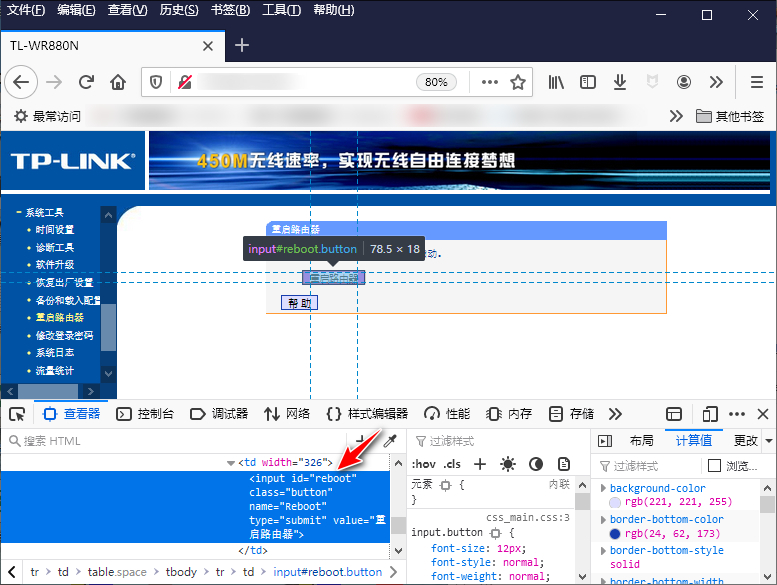 文件(F) 编辑(E) 查看(V) 历史(S) 书签(B) 工具(T) 帮助(H)
TL-WR880N
80%
最常访问
其他书签
TP-LINK®
450M无线速率，实现无线自由连接梦想
系统工具
时间设置
诊断工具
软件升级
恢复出厂设置
备份和载入配置
重启路由器
修改登录密码
系统日志
流量统计
重启路由器
input#reboot.button 78.5 × 18
重启路由器
帮 助
查看器 控制台 调试器 网络 样式编辑器 性能 内存 存储
搜索 HTML
<td width="326">
<input id="reboot"
class="button"
name="Reboot"
type="submit" value="重
启路由器">
</td>
tr td table.space tbody tr td input#reboot.button
过滤样式
:hov .cls
元素 { 内联
}
css_main.css:3
input.button {
font-size: 12px;
font-style: normal;
font-weight: normal;
布局 计算值 更改
过滤样式 浏览...
background-color
rgb(221, 221, 255)
border-bottom-color
rgb(24, 62, 173)
border-bottom-style
solid
border-bottom-width